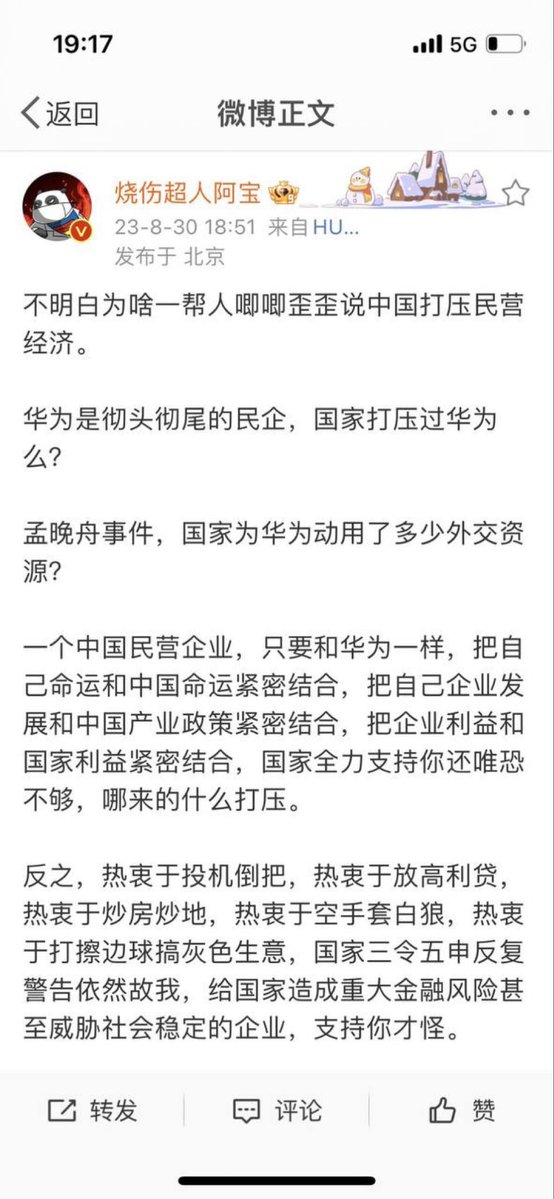 19:17
5G
返回
微博正文
烧伤超人阿宝
23-8-30 18:51 来自HU...
发布于 北京
不明白为啥一帮人唧唧歪歪说中国打压民营
经济。
华为是彻头彻尾的民企，国家打压过华为
么？
孟晚舟事件，国家为华为动用了多少外交资
源？
一个中国民营企业，只要和华为一样，把自
己命运和中国命运紧密结合，把自己企业发
展和中国产业政策紧密结合，把企业利益和
国家利益紧密结合，国家全力支持你还唯恐
不够，哪来的什么打压。
反之，热衷于投机倒把，热衷于放高利贷，
热衷于炒房炒地，热衷于空手套白狼，热衷
于打擦边球搞灰色生意，国家三令五申反复
警告依然故我，给国家造成重大金融风险甚
至威胁社会稳定的企业，支持你才怪。
转发
评论
赞